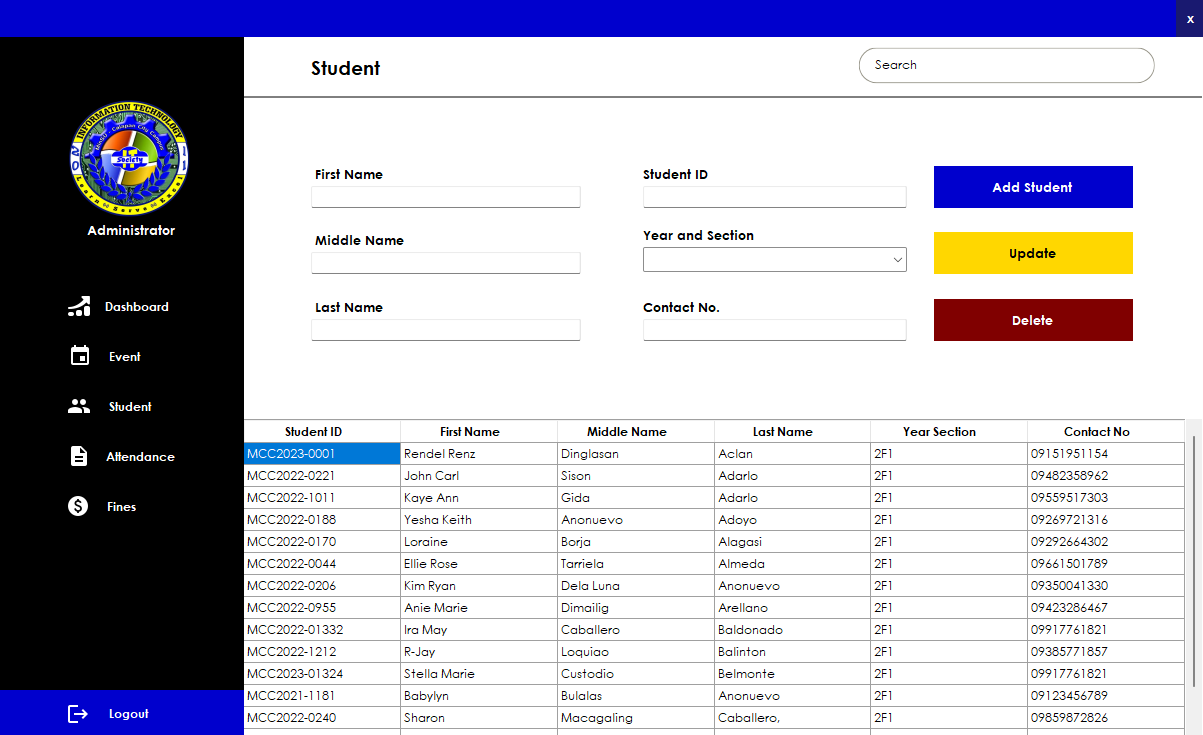 x
Student
Search
INFORMATION TECHNOLOGY
Calapan City Campus
IT
Society
Learn Serve Excel
Administrator
Dashboard
Event
Student
Attendance
Fines
Logout
First Name
Student ID
Add Student
Middle Name
Year and Section
Update
Last Name
Contact No.
Delete
Student ID First Name Middle Name Last Name Year Section Contact No
MCC2023-0001 Rendel Renz Dinglasan Aclan 2F1 09151951154
MCC2022-0221 John Carl Sison Adarlo 2F1 09482358962
MCC2022-1011 Kaye Ann Gida Adarlo 2F1 09559517303
MCC2022-0188 Yesha Keith Anonuevo Adoyo 2F1 09269721316
MCC2022-0170 Loraine Borja Alagasi 2F1 09292664302
MCC2022-0044 Ellie Rose Tarriela Almeda 2F1 09661501789
MCC2022-0206 Kim Ryan Dela Luna Anonuevo 2F1 09350041330
MCC2022-0955 Anie Marie Dimailig Arellano 2F1 09423286467
MCC2022-01332 Ira May Caballero Baldonado 2F1 09917761821
MCC2022-1212 R-Jay Loquiao Balinton 2F1 09385771857
MCC2023-01324 Stella Marie Custodio Belmonte 2F1 09917761821
MCC2021-1181 Babylyn Bulalas Anonuevo 2F1 09123456789
MCC2022-0240 Sharon Macagaling Caballero, 2F1 09859872826